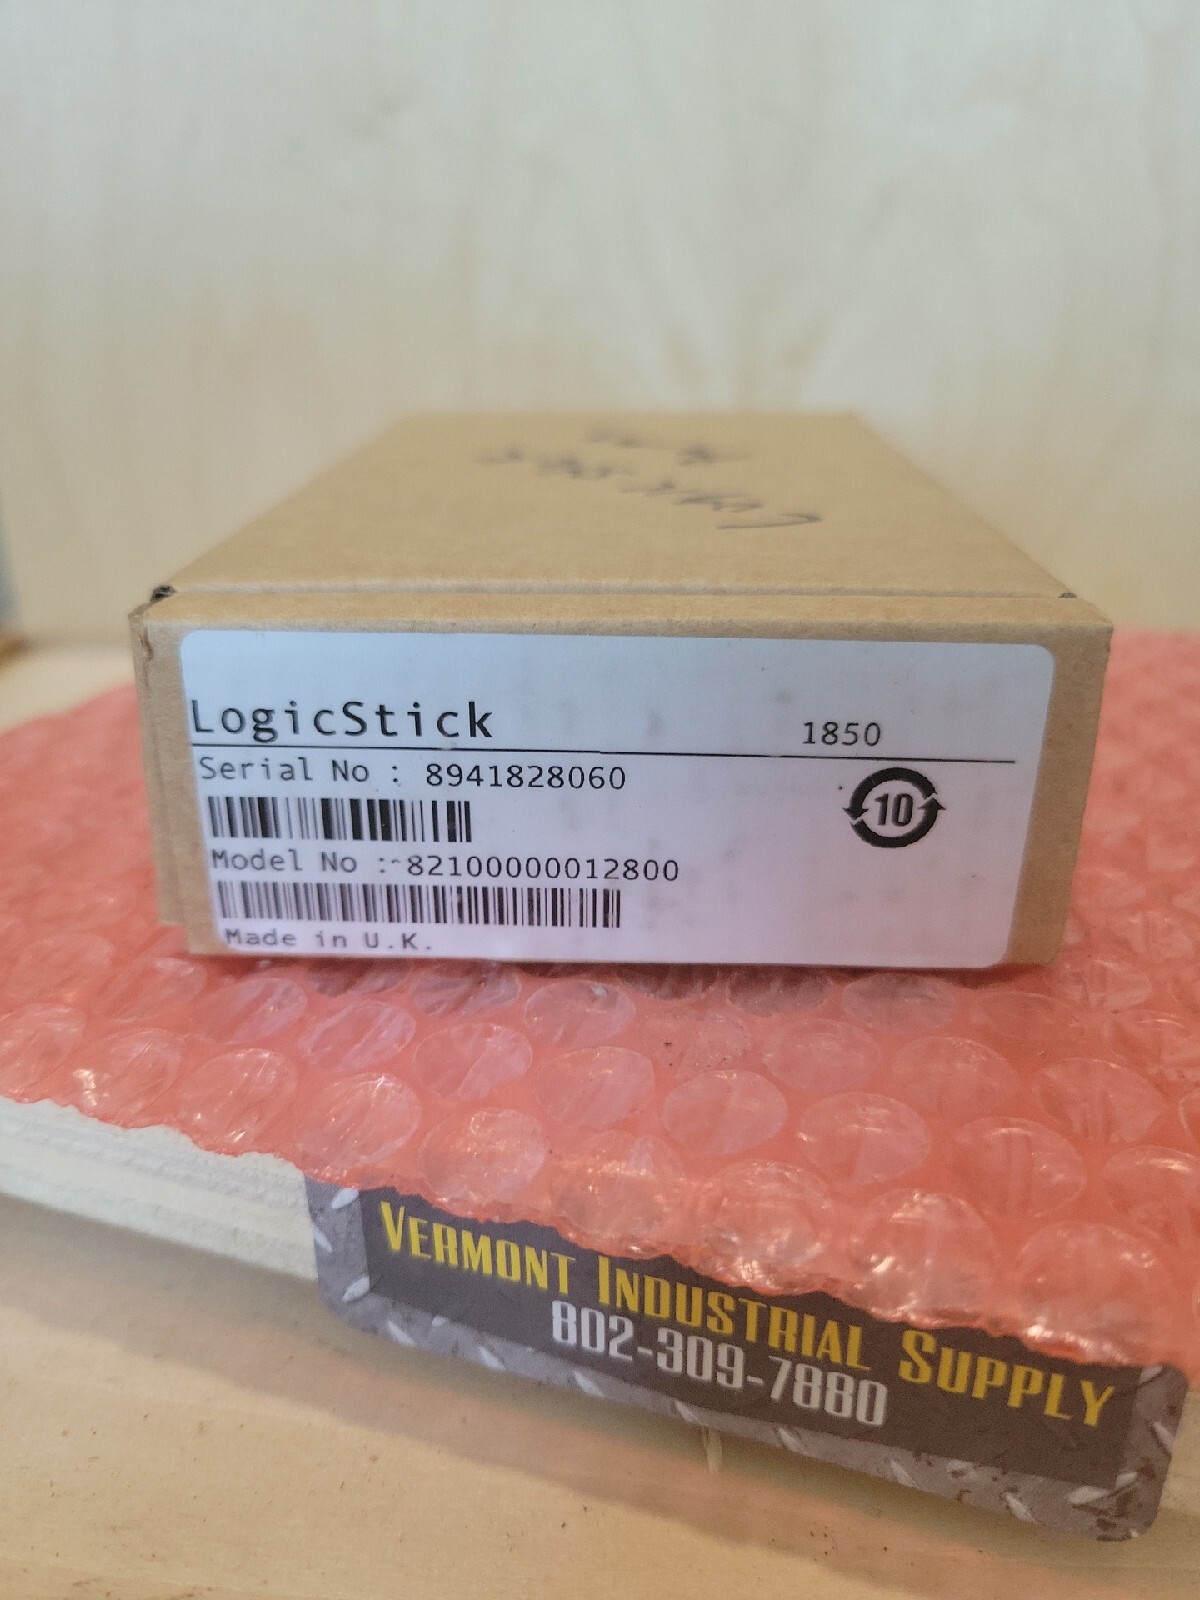 LogicStick
1850
Serial No : 8941828060
10
Model No : 82100000012800
Made in U.K.
VERMONT INDUSTRIAL SUPPLY
802-309-7880